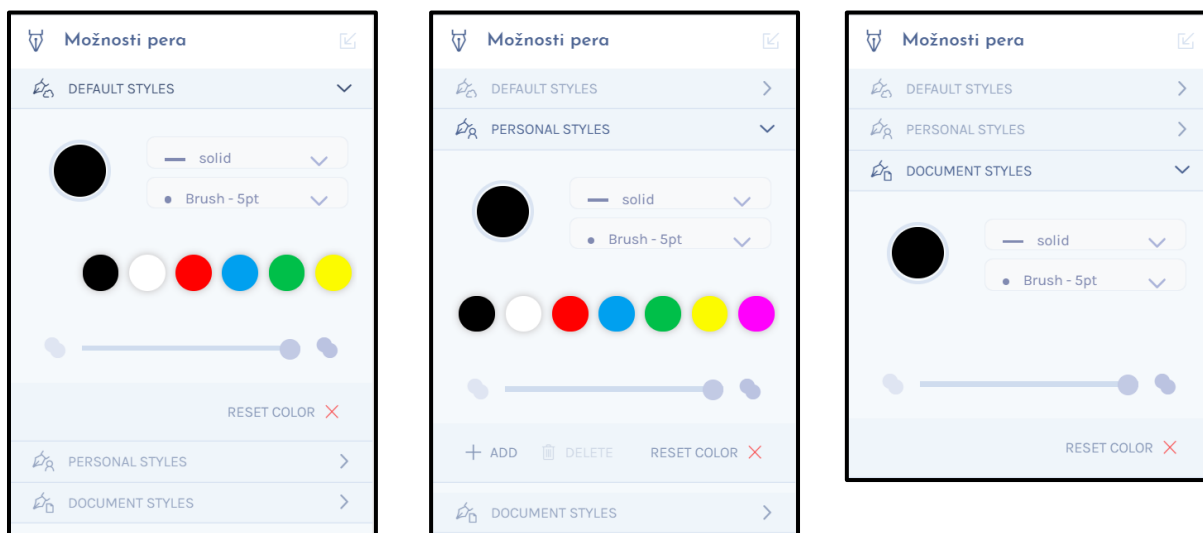 Možnosti pera
DEFAULT STYLES
solid
Brush - 5pt
RESET COLOR
PERSONAL STYLES
DOCUMENT STYLES
Možnosti pera
DEFAULT STYLES
PERSONAL STYLES
solid
Brush - 5pt
ADD DELETE RESET COLOR
DOCUMENT STYLES
Možnosti pera
DEFAULT STYLES
PERSONAL STYLES
DOCUMENT STYLES
solid
Brush - 5pt
RESET COLOR